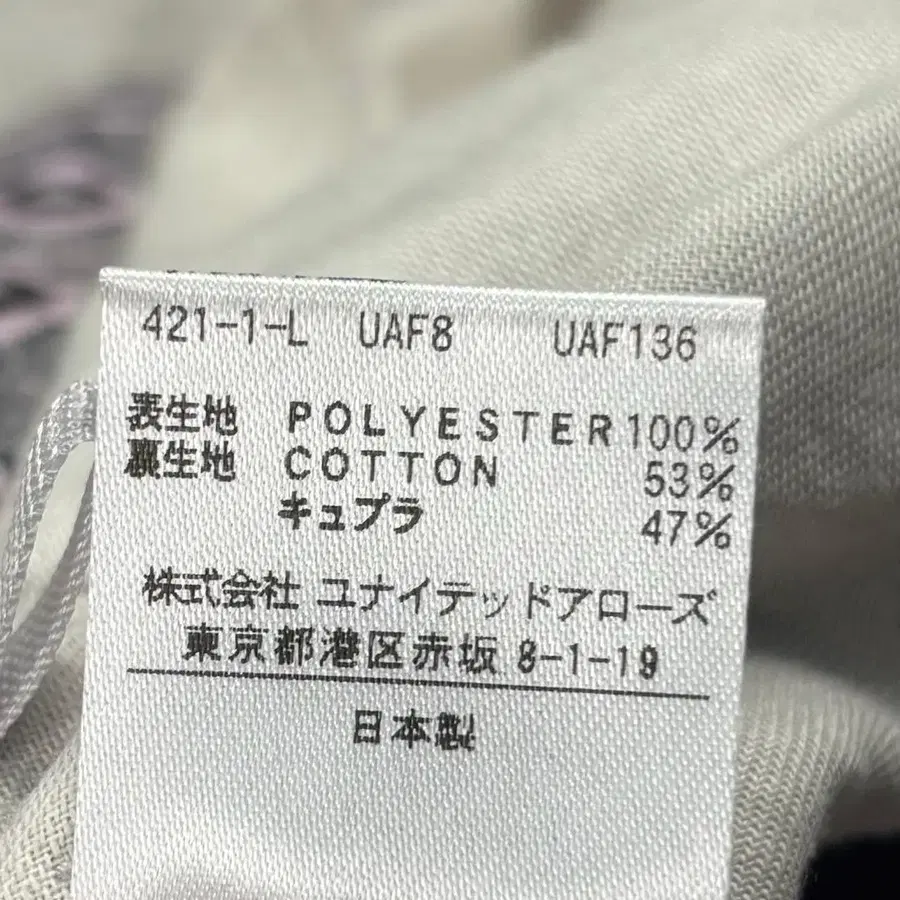 421-1-L UAF8 UAF136
表生地 POLYESTER 100%
裏生地 COTTON 53%
キュプラ 47%
株式会社 ユナイテッドアローズ
東京都港区赤坂 8-1-19
日本製